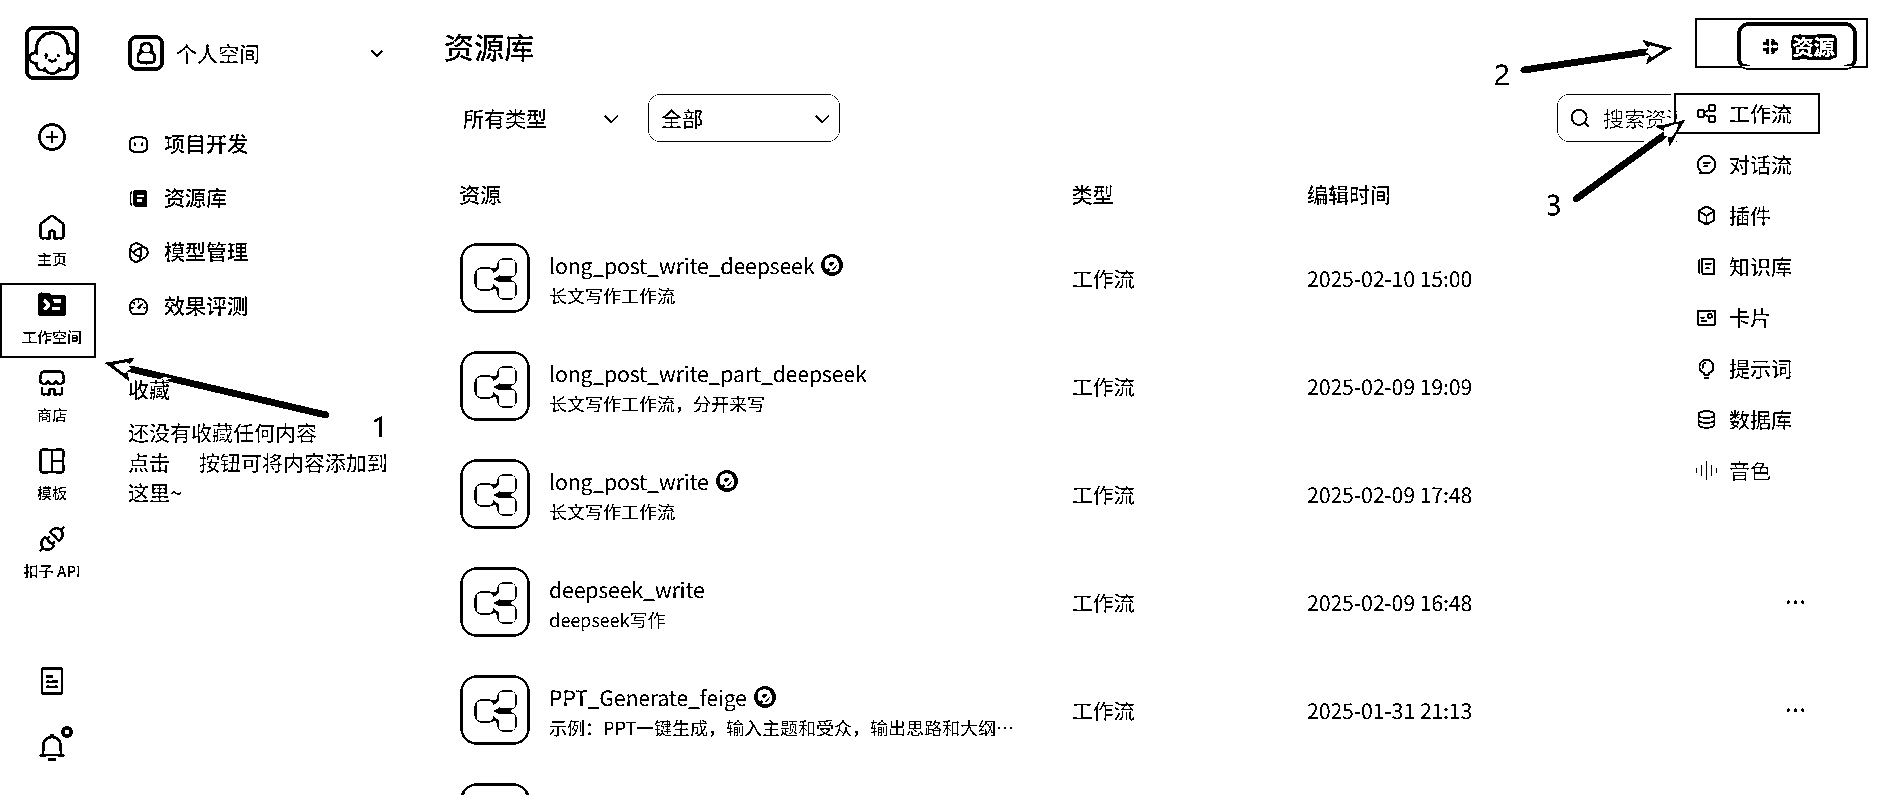 个人空间
项目开发
资源库
模型管理
效果评测
收藏
还没有收藏任何内容
点击 按钮可将内容添加到
这里~
主页
工作空间
商店
模板
扣子 API
1
资源库
所有类型
全部
搜索资
2
资源
3
工作流
对话流
插件
知识库
卡片
提示词
数据库
音色
资源 类型 编辑时间
long_post_write_deepseek 工作流 2025-02-10 15:00
长文写作工作流
long_post_write_part_deepseek 工作流 2025-02-09 19:09
长文写作工作流，分开来写
long_post_write 工作流 2025-02-09 17:48
长文写作工作流
deepseek_write 工作流 2025-02-09 16:48 ...
deepseek写作
PPT_Generate_feige 工作流 2025-01-31 21:13 ...
示例：PPT一键生成，输入主题和受众，输出思路和大纲...